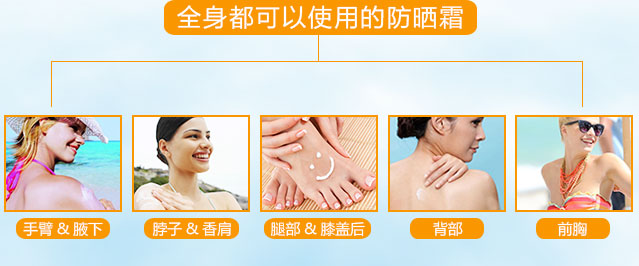 全身都可以使用的防晒霜
手臂 & 腋下
脖子 & 香肩
腿部 & 膝盖后
背部
前胸